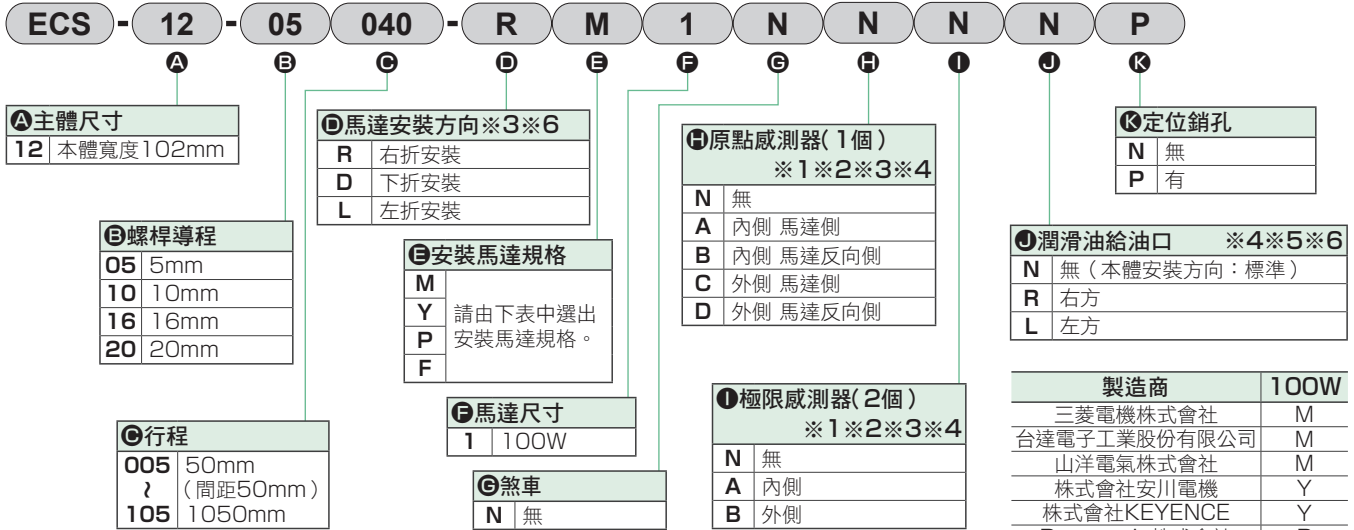 ECS - 12 - 05 040 - R M 1 N N N N P
A B C D E F G H I J K
A主體尺寸
12 本體寬度102mm
B螺桿導程
05 5mm
10 10mm
16 16mm
20 20mm
C行程
005 50mm
~ (間距50mm)
105 1050mm
D馬達安裝方向※3※6
R 右折安裝
D 下折安裝
L 左折安裝
E安裝馬達規格
M
Y
P
F
請由下表中選出
安裝馬達規格。
F馬達尺寸
1 100W
G煞車
N 無
H原點感測器(1個)
※1※2※3※4
N 無
A 內側 馬達側
B 內側 馬達反向側
C 外側 馬達側
D 外側 馬達反向側
I極限感測器(2個)
※1※2※3※4
N 無
A 內側
B 外側
K定位銷孔
N 無
P 有
J潤滑油給油口 ※4※5※6
N 無(本體安裝方向:標準)
R 右方
L 左方
製造商 100W
三菱電機株式會社 M
台達電子工業股份有限公司 M
山洋電氣株式會社 M
株式會社安川電機 Y
株式會社KEYENCE Y